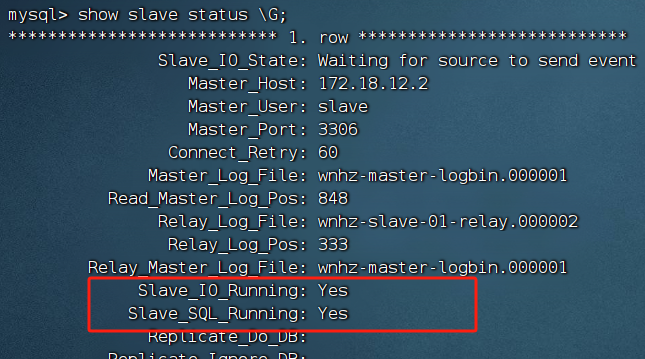 mysql> show slave status \G;
*************************** 1. row ***************************
Slave_IO_State: Waiting for source to send event
Master_Host: 172.18.12.2
Master_User: slave
Master_Port: 3306
Connect_Retry: 60
Master_Log_File: wnhz-master-logbin.000001
Read_Master_Log_Pos: 848
Relay_Log_File: wnhz-slave-01-relay.000002
Relay_Log_Pos: 333
Relay_Master_Log_File: wnhz-master-logbin.000001
Slave_IO_Running: Yes
Slave_SQL_Running: Yes
Replicate_Do_DB:
Replicate_Ignore_DB: